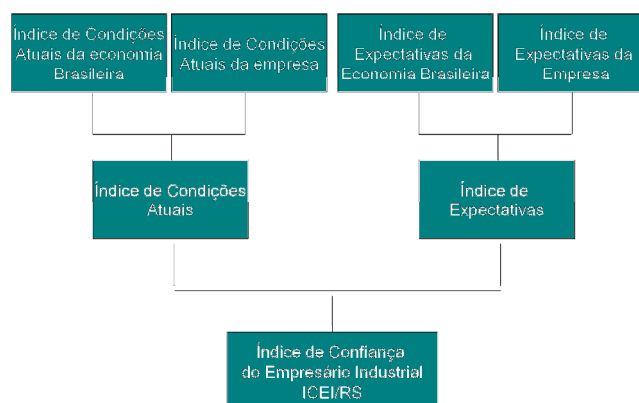 Índice de Condições
Atuais da economia
Brasileira
Índice de Condições
Atuais da empresa
Índice de
Expectativas da
Economia Brasileira
Índice de
Expectativas da
Empresa
Índice de Condições
Atuais
Índice de
Expectativas
Índice de Confiança
do Empresário Industrial
ICEI/RS